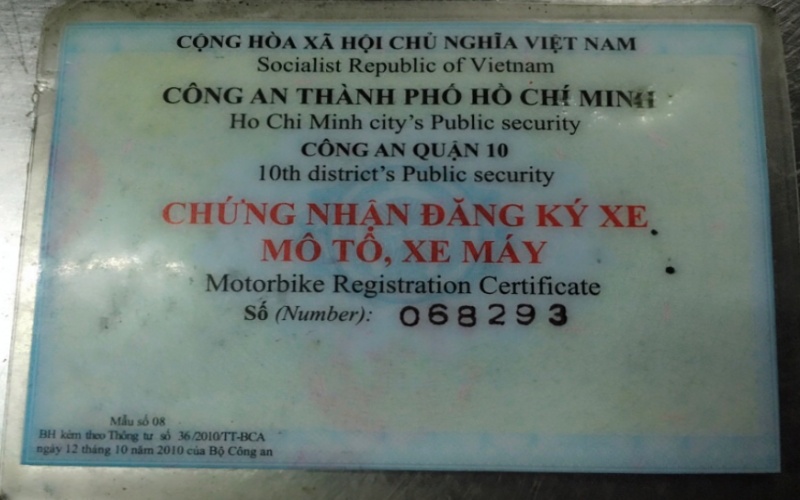 CỘNG HÒA XÃ HỘI CHỦ NGHĨA VIỆT NAM
Socialist Republic of Vietnam
CÔNG AN THÀNH PHỐ HỒ CHÍ MINH
Ho Chi Minh city's Public security
CÔNG AN QUẬN 10
10th district's Public security
CHỨNG NHẬN ĐĂNG KÝ XE
MÔ TÔ, XE MÁY
Motorbike Registration Certificate
Số (Number): 068293
Mẫu số 08
BH kèm theo Thông tư số 36/2010/TT-BCA
ngày 12 tháng 10 năm 2010 của Bộ Công an